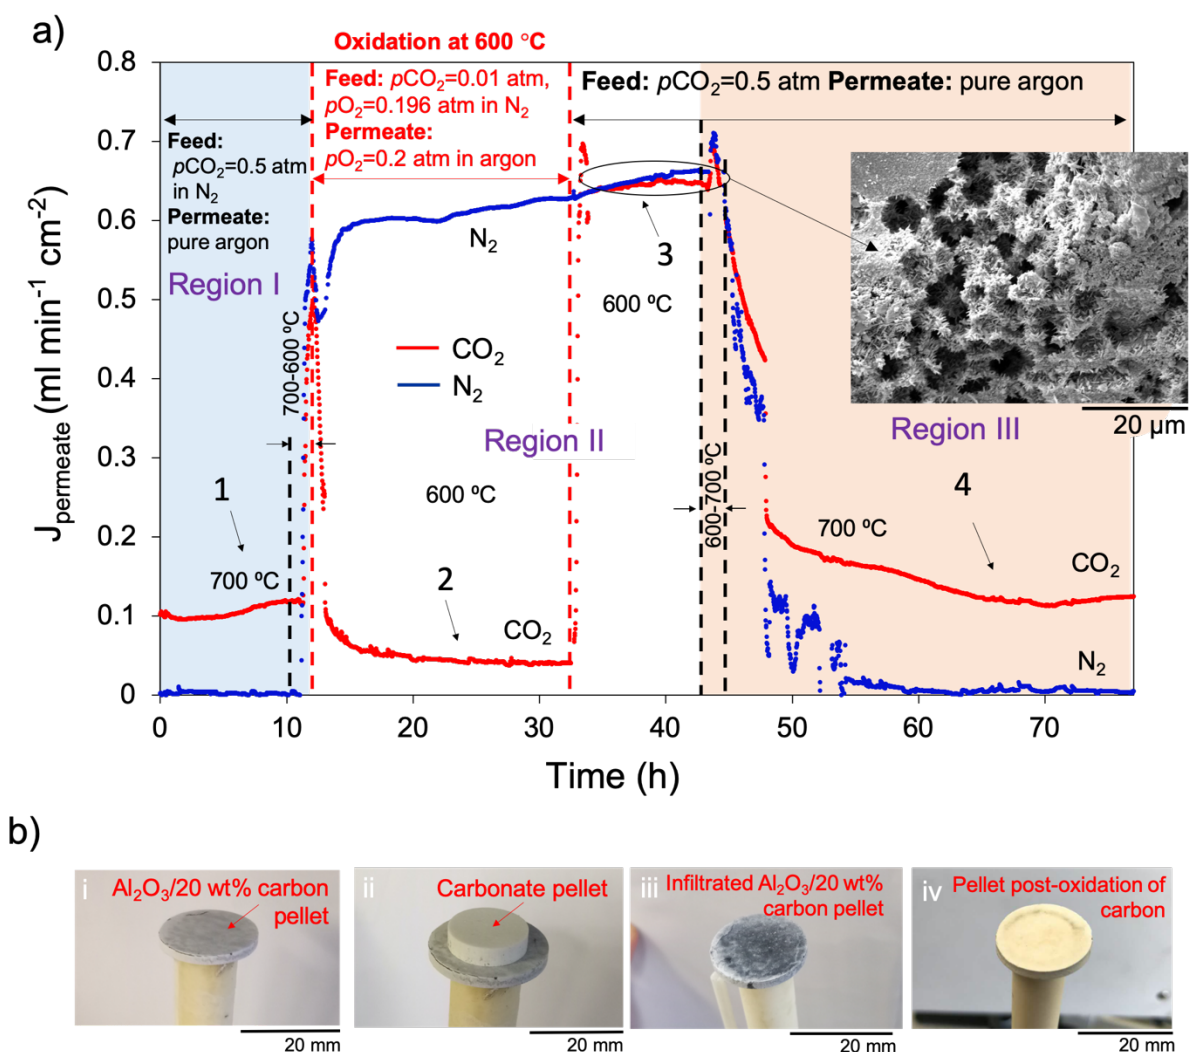 a)
Oxidation at 600 °C
Feed: pCO₂=0.01 atm,
pO₂=0.196 atm in N₂
Permeate:
pO₂=0.2 atm in argon
Feed: pCO₂=0.5 atm Permeate: pure argon
Feed:
pCO₂=0.5 atm
in N₂
Permeate:
pure argon
Region I
700-600 ºC
N₂
3
600 ºC
CO₂
N₂
Region II
600 ºC
1
700 ºC
2
CO₂
20 µm
Region III
600-700 ºC
700 ºC
4
CO₂
N₂
0.8
0.7
0.6
0.5
0.4
0.3
0.2
0.1
0
J permeate (ml min⁻¹ cm⁻²)
0 10 20 30 40 50 60 70
Time (h)
b)
i
Al₂O₃/20 wt% carbon
pellet
20 mm
ii
Carbonate pellet
20 mm
iii
Infiltrated Al₂O₃/20 wt%
carbon pellet
20 mm
iv
Pellet post-oxidation of
carbon
20 mm